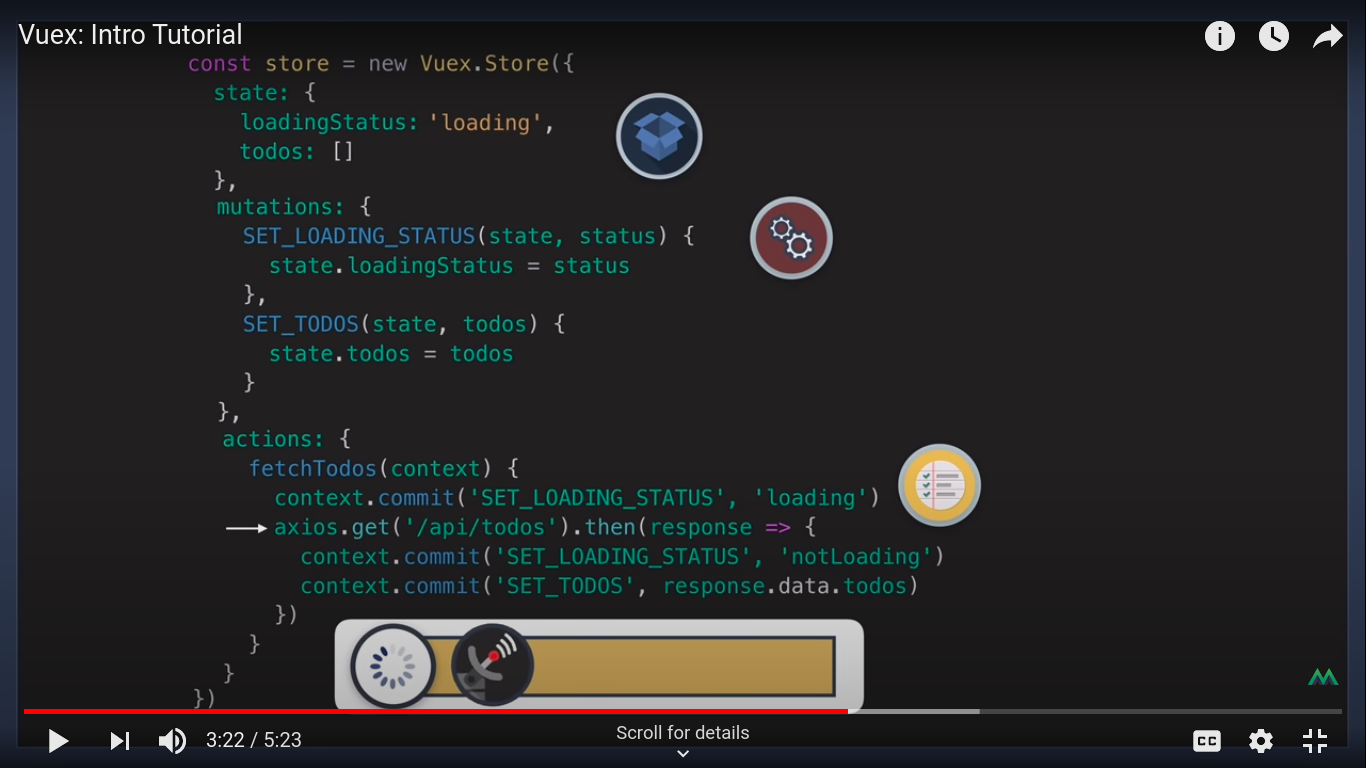 Vuex: Intro Tutorial
const store = new Vuex.Store({
state: {
loadingStatus: 'loading',
todos: []
},
mutations: {
SET_LOADING_STATUS(state, status) {
state.loadingStatus = status
},
SET_TODOS(state, todos) {
state.todos = todos
}
},
actions: {
fetchTodos(context) {
context.commit('SET_LOADING_STATUS', 'loading')
axios.get('/api/todos').then(response => {
context.commit('SET_LOADING_STATUS', 'notLoading')
context.commit('SET_TODOS', response.data.todos)
})
}
}
})
3:22 / 5:23
Scroll for details
CC